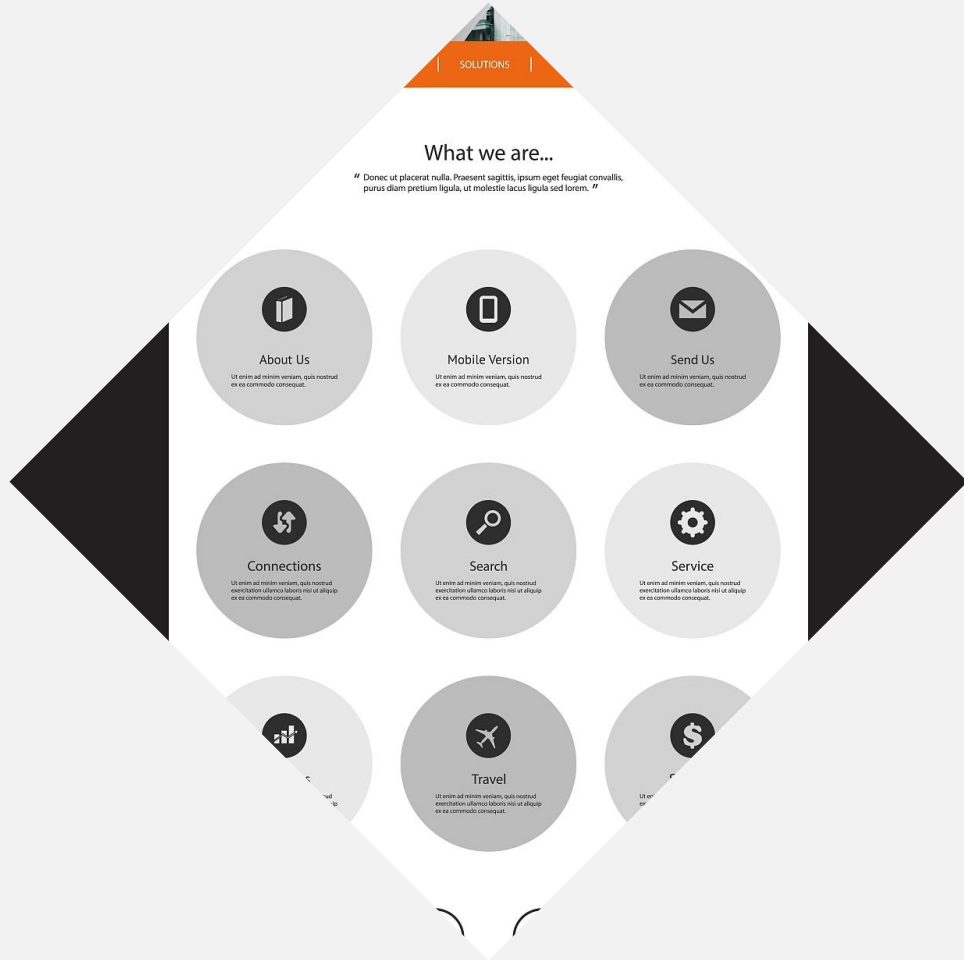 SOLUTIONS
What we are...
" Donec ut placerat nulla. Praesent sagittis, ipsum eget feugiat convallis,
purus diam pretium ligula, ut molestie lacus ligula sed lorem. "
About Us
Ut enim ad minim veniam, quis nostrud
ex ea commodo consequat.
Mobile Version
Ut enim ad minim veniam, quis nostrud
ex ea commodo consequat.
Send Us
Ut enim ad minim veniam, quis nostrud
ex ea commodo consequat.
Connections
Ut enim ad minim veniam, quis nostrud
exercitation ullamco laboris nisi ut aliquip
ex ea commodo consequat.
Search
Ut enim ad minim veniam, quis nostrud
exercitation ullamco laboris nisi ut aliquip
ex ea commodo consequat.
Service
Ut enim ad minim veniam, quis nostrud
exercitation ullamco laboris nisi ut aliquip
ex ea commodo consequat.
Travel
Ut enim ad minim veniam, quis nostrud
exercitation ullamco laboris nisi ut aliquip
ex ea commodo consequat.